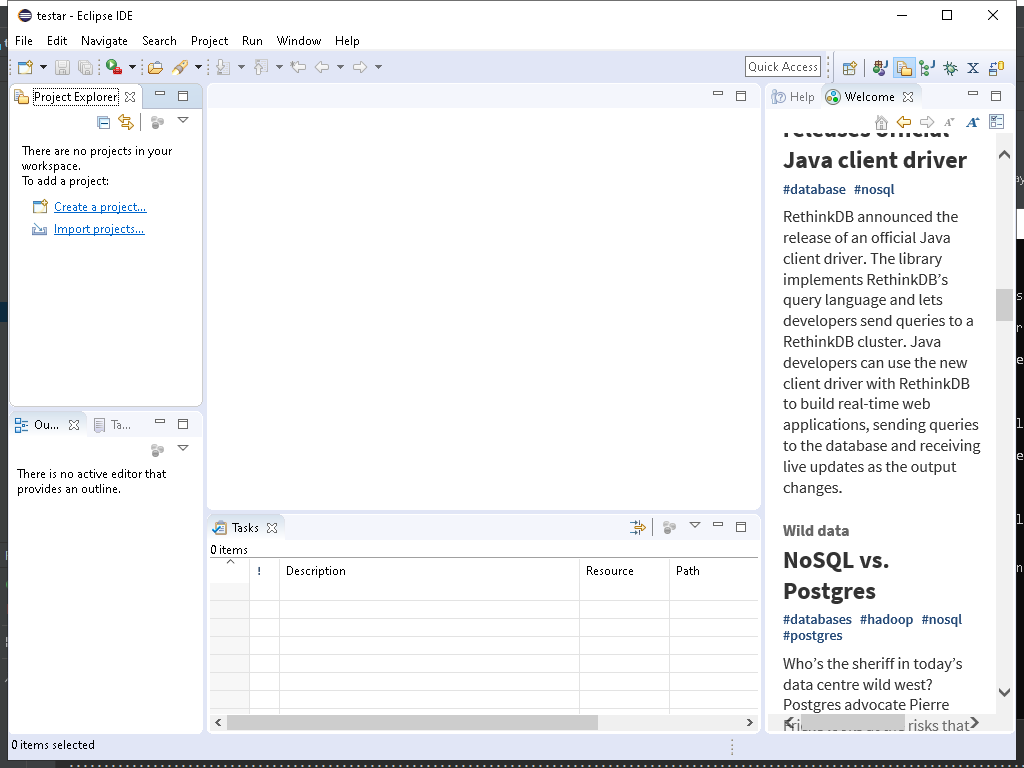 testar - Eclipse IDE
File Edit Navigate Search Project Run Window Help
Quick Access
Project Explorer
There are no projects in your
workspace.
To add a project:
Create a project...
Import projects...
Ou...
Ta...
There is no active editor that
provides an outline.
Tasks
0 items
! Description Resource Path
Help Welcome
releases official
Java client driver
#database #nosql
RethinkDB announced the
release of an official Java
client driver. The library
implements RethinkDB’s
query language and lets
developers send queries to a
RethinkDB cluster. Java
developers can use the new
client driver with RethinkDB
to build real-time web
applications, sending queries
to the database and receiving
live updates as the output
changes.
Wild data
NoSQL vs.
Postgres
#databases #hadoop #nosql
#postgres
Who’s the sheriff in today’s
data centre wild west?
Postgres advocate Pierre
risks that
0 items selected